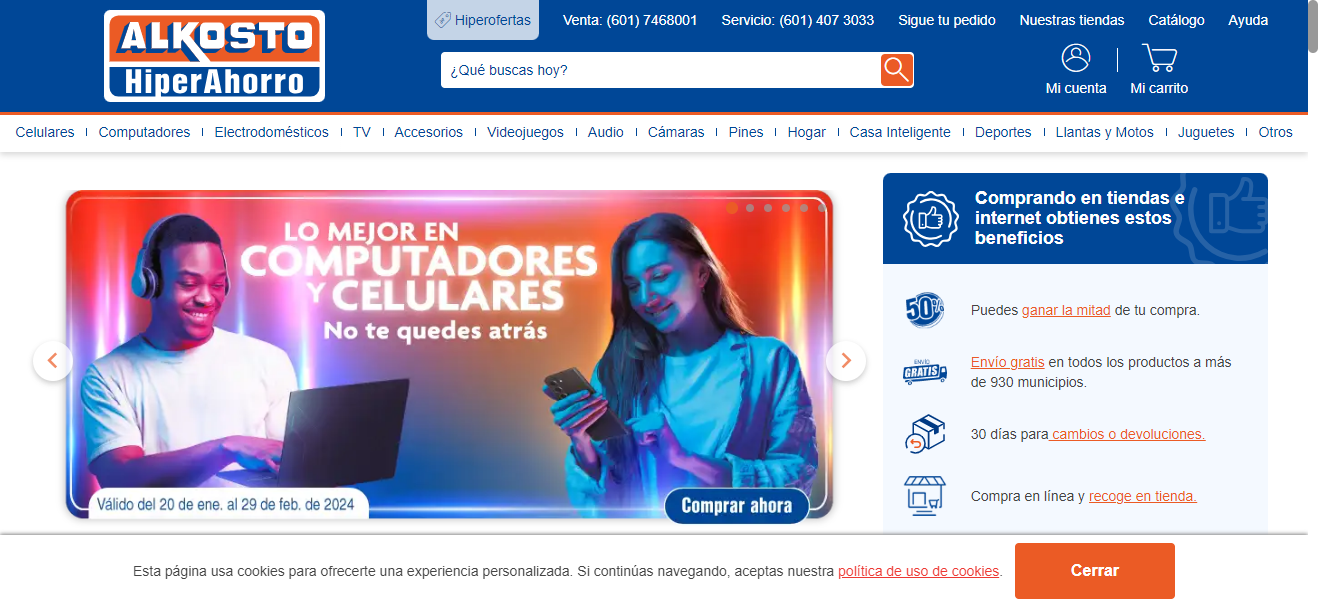 ALKOSTO
HiperAhorro
Hiperofertas
Venta: (601) 7468001
Servicio: (601) 407 3033
Sigue tu pedido
Nuestras tiendas
Catálogo
Ayuda
¿Qué buscas hoy?
Mi cuenta
Mi carrito
Celulares
Computadores
Electrodomésticos
TV
Accesorios
Videojuegos
Audio
Cámaras
Pines
Hogar
Casa Inteligente
Deportes
Llantas y Motos
Juguetes
Otros
LO MEJOR EN
COMPUTADORES
Y CELULARES
No te quedes atrás
Válido del 20 de ene. al 29 de feb. de 2024
Comprar ahora
Comprando en tiendas e
internet obtienes estos
beneficios
50%
Puedes ganar la mitad de tu compra.
ENVÍO
GRATIS
Envío gratis en todos los productos a más
de 930 municipios.
30 días para cambios o devoluciones.
Compra en línea y recoge en tienda.
Esta página usa cookies para ofrecerte una experiencia personalizada. Si continúas navegando, aceptas nuestra política de uso de cookies.
Cerrar